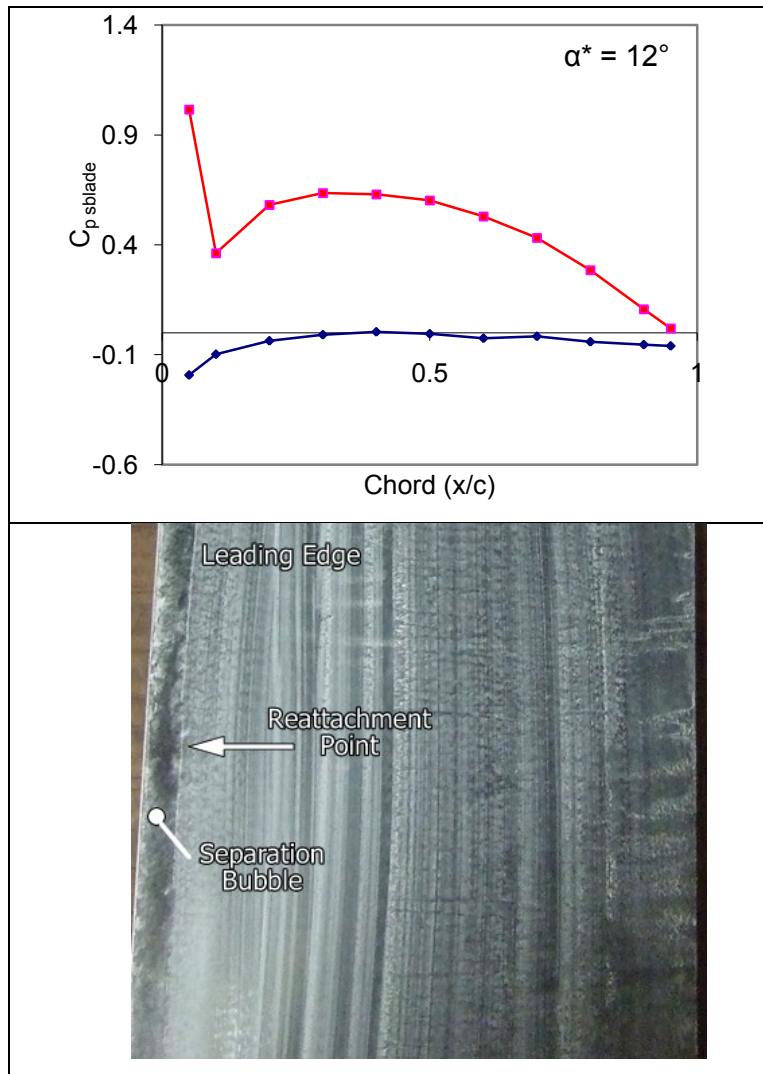 1.4
α* = 12°
0.9
C_p sblade
0.4
-0.1
0
0.5
1
-0.6
Chord (x/c)
Leading Edge
Reattachment
Point
Separation
Bubble